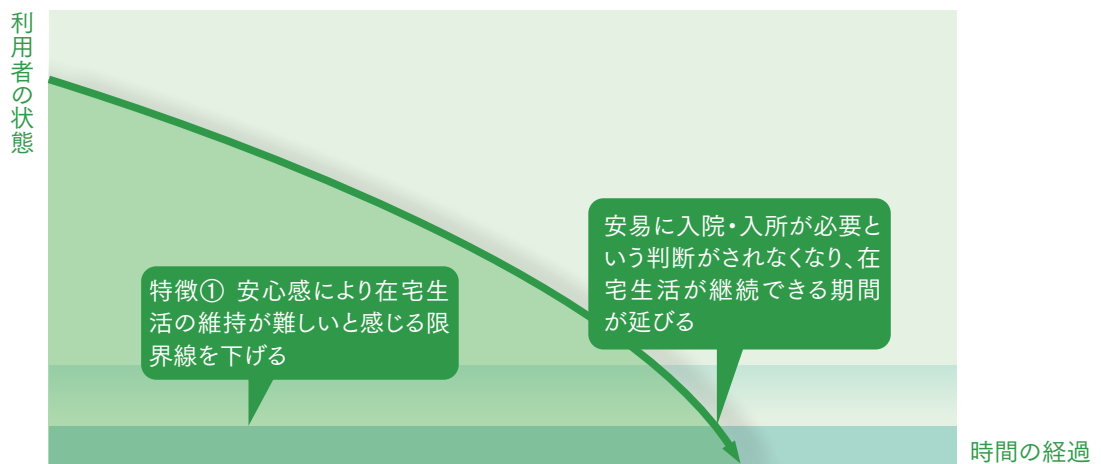 利用者の状態
安易に入院・入所が必要と
いう判断がされなくなり、在
宅生活が継続できる期間
が延びる
特徴① 安心感により在宅生
活の維持が難しいと感じる限
界線を下げる
時間の経過